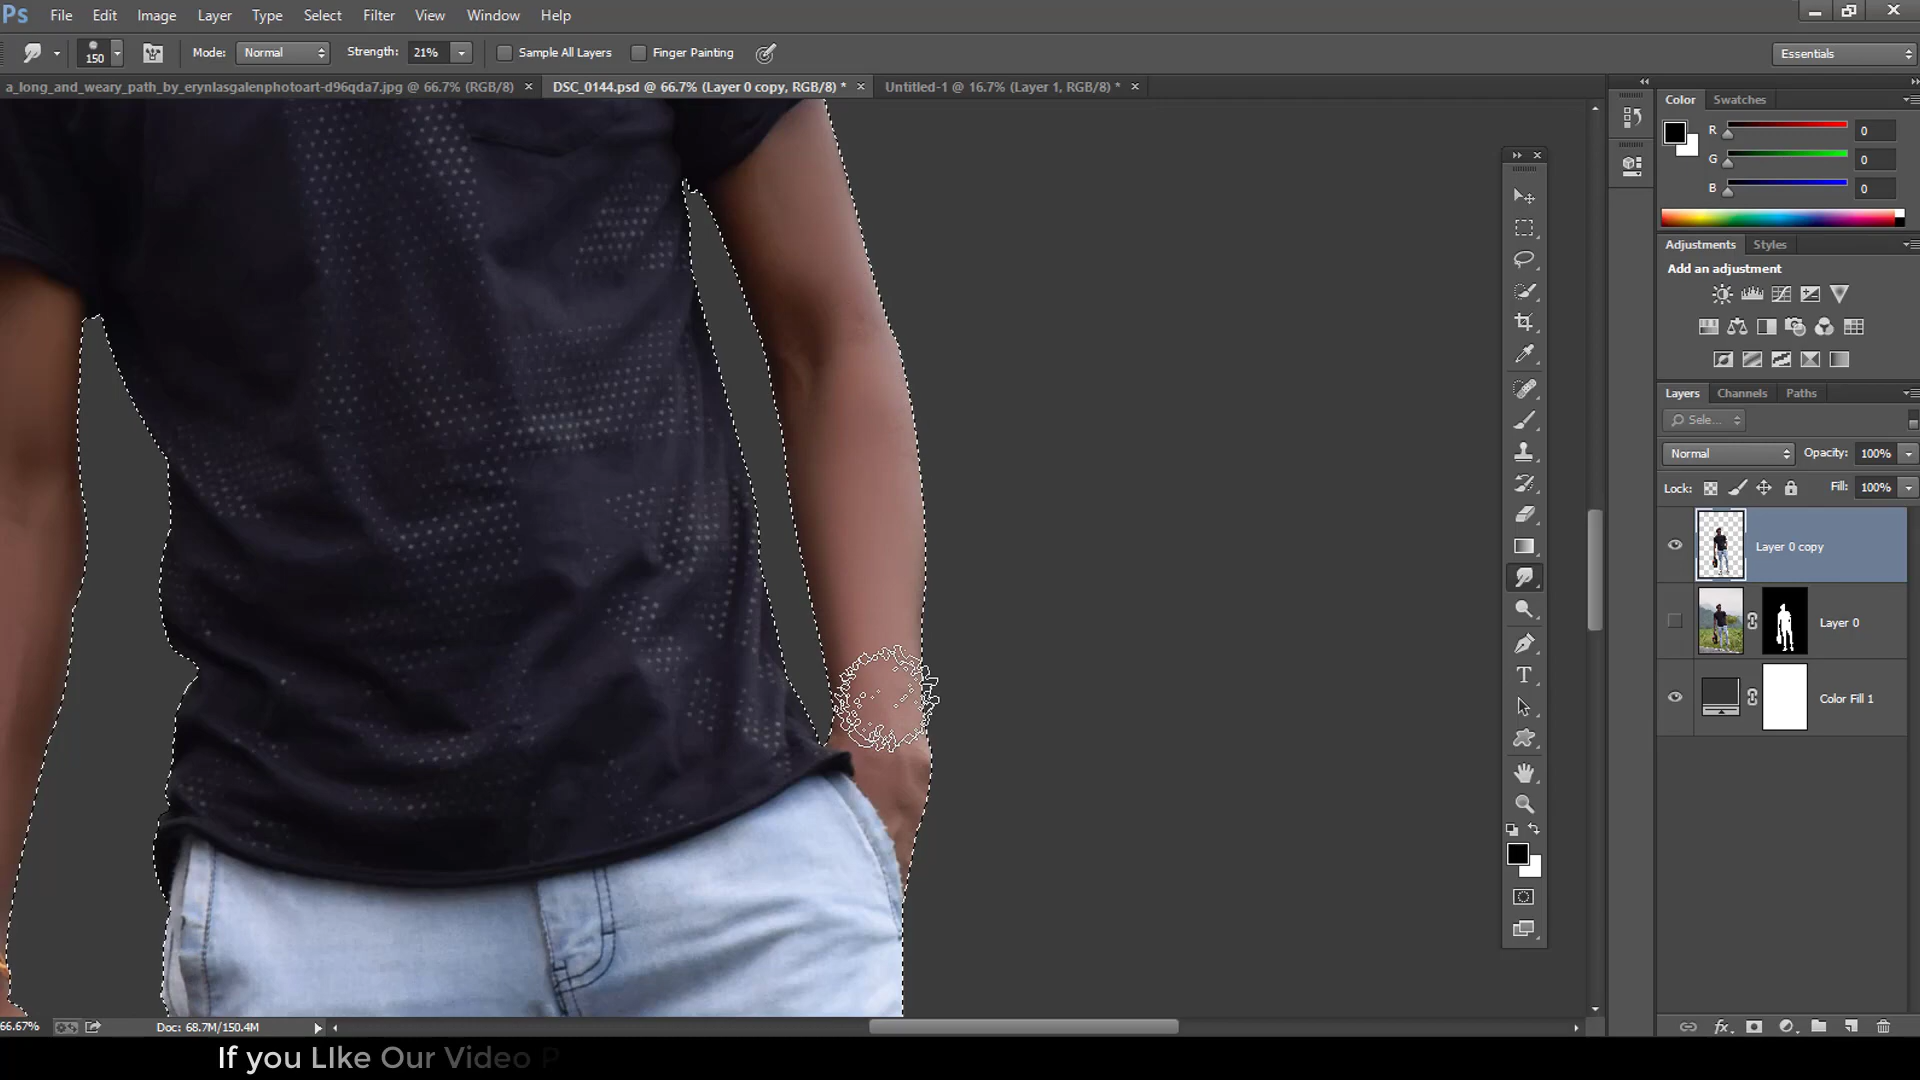 Ps File Edit Image Layer Type Select Filter View Window Help
150 Mode: Normal Strength: 21% Sample All Layers Finger Painting Essentials
a_long_and_weary_path_by_erynlasgalenphotoart-d96qda7.jpg @ 66.7% (RGB/8) × DSC_0144.psd @ 66.7% (Layer 0 copy, RGB/8) * × Untitled-1 @ 16.7% (Layer 1, RGB/8) * ×
Color Swatches
R 0
G 0
B 0
Adjustments Styles
Add an adjustment
Layers Channels Paths
Sele...
Normal Opacity: 100%
Lock: Fill: 100%
Layer 0 copy
Layer 0
Color Fill 1
T
66.67% Doc: 68.7M/150.4M
fx
If you LIke Our Video P